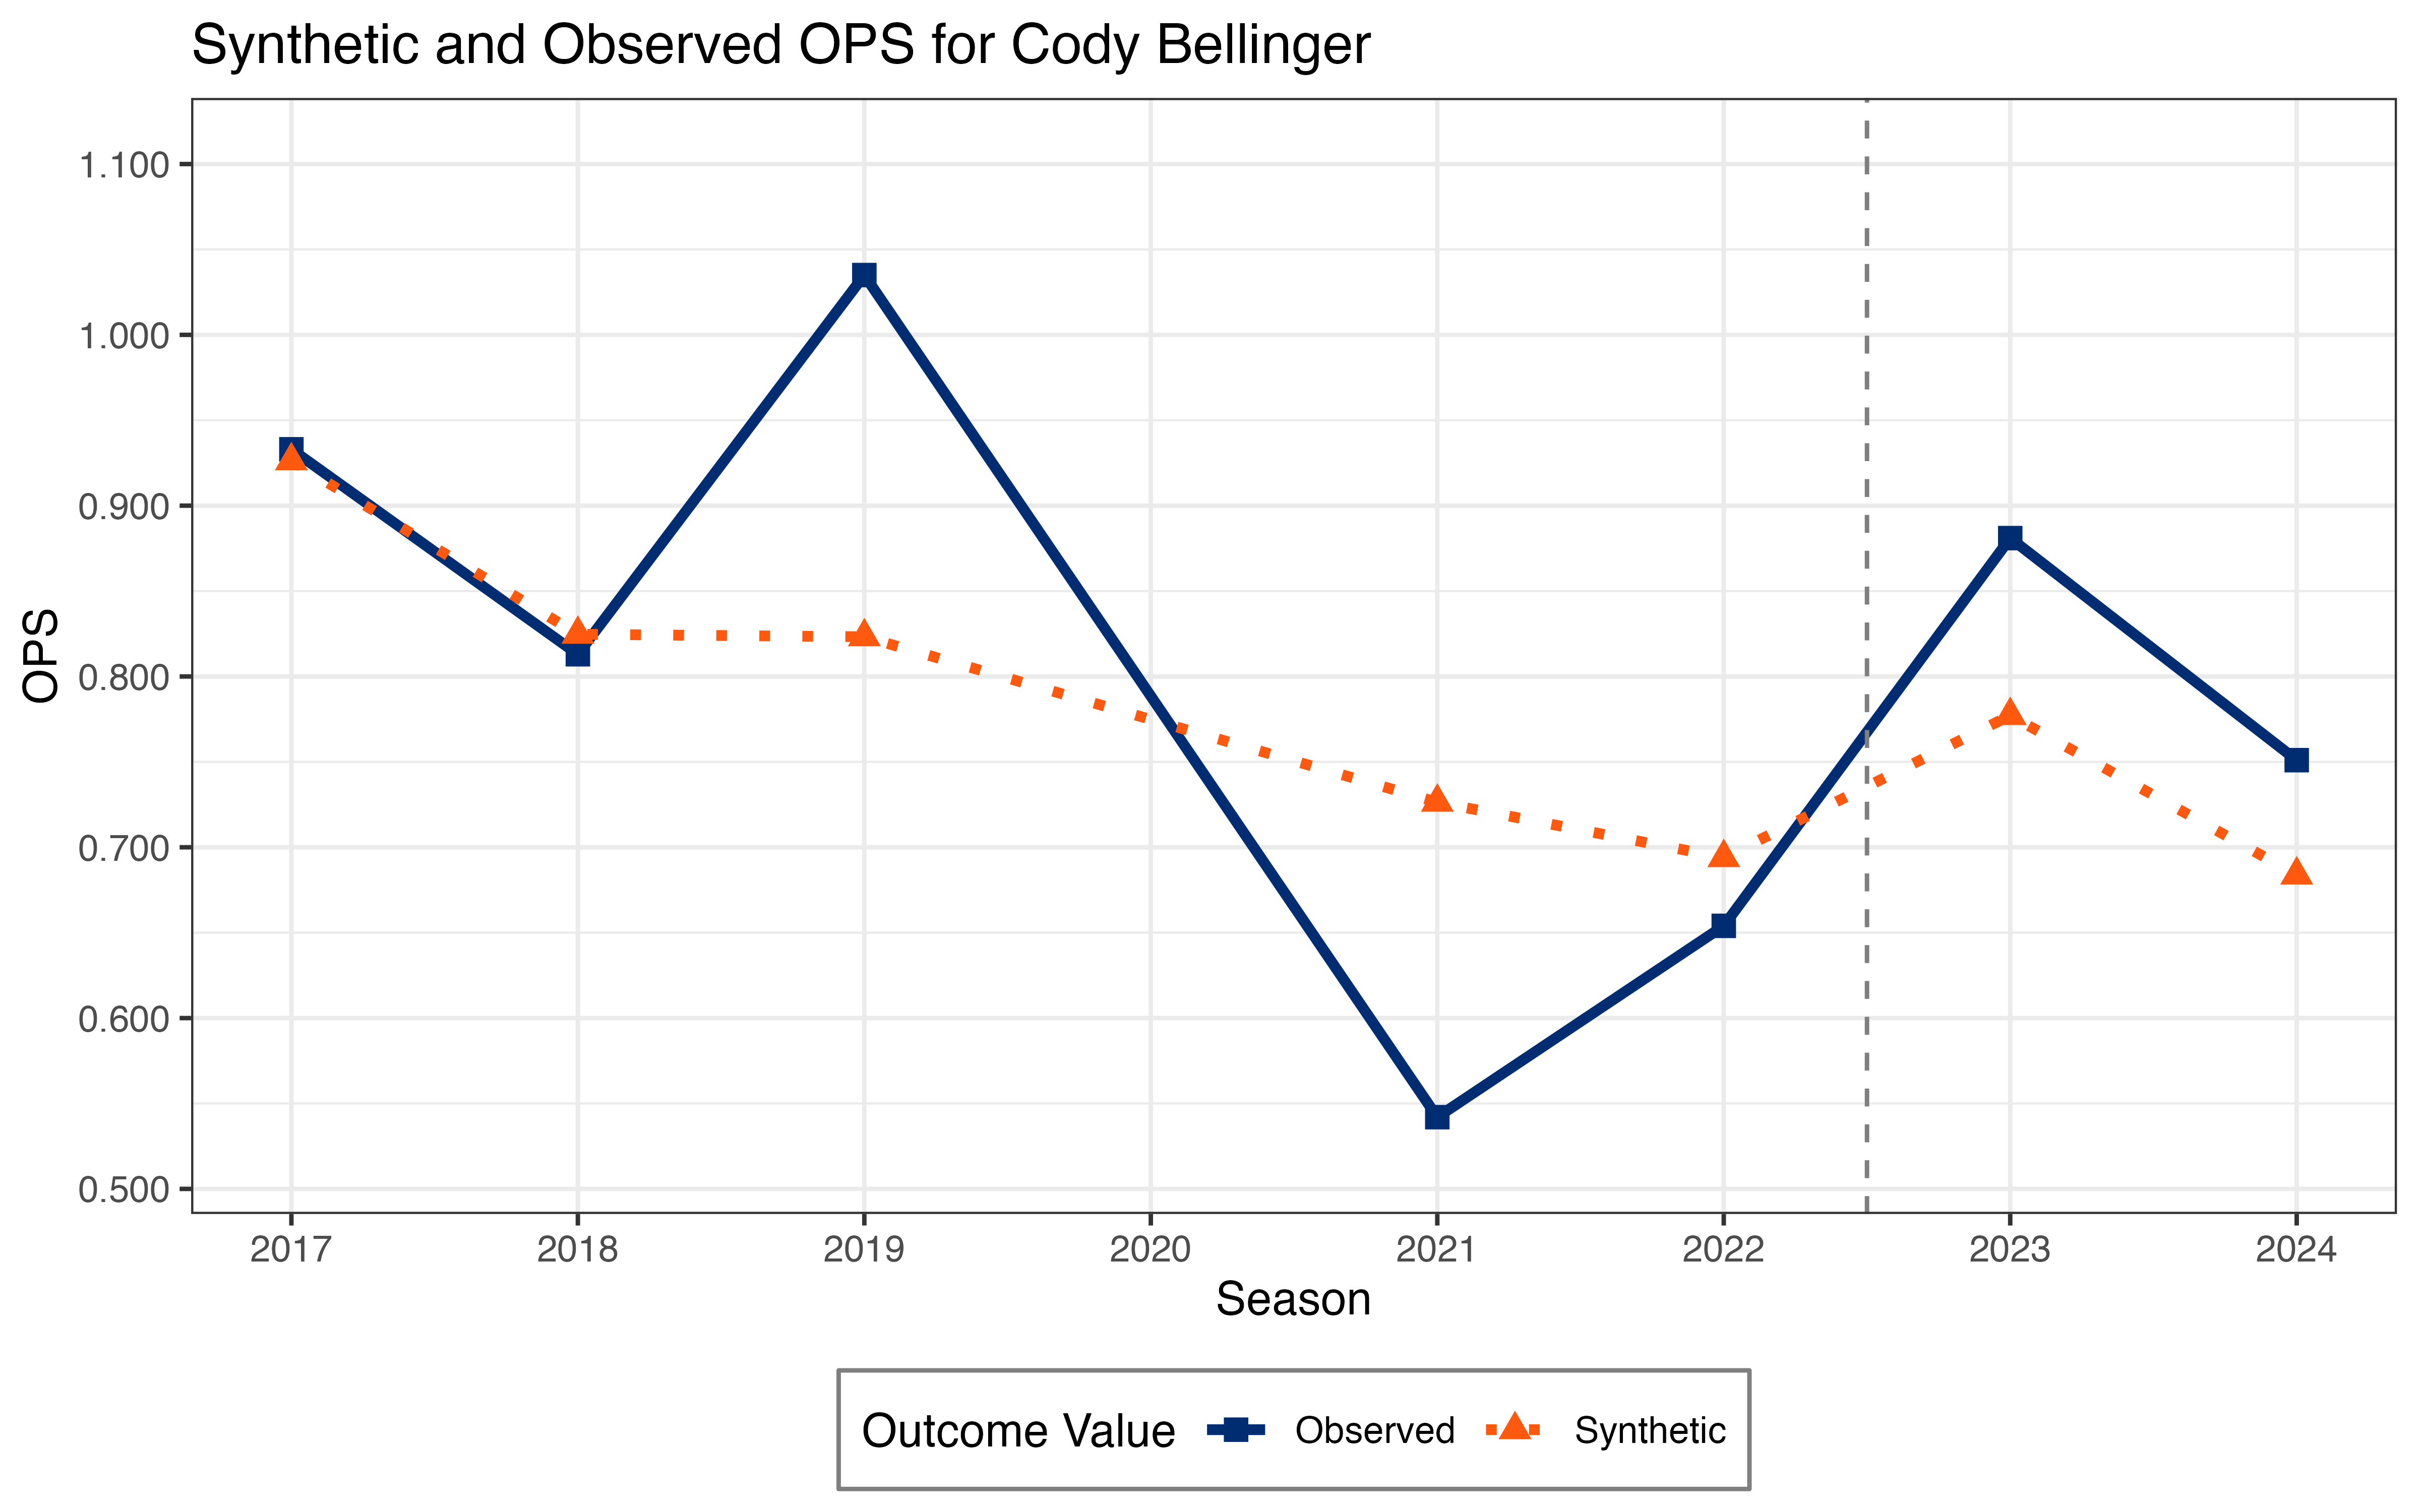 Synthetic and Observed OPS for Cody Bellinger
OPS
1.100
1.000
0.900
0.800
0.700
0.600
0.500
2017 2018 2019 2020 2021 2022 2023 2024
Season
Outcome Value Observed Synthetic